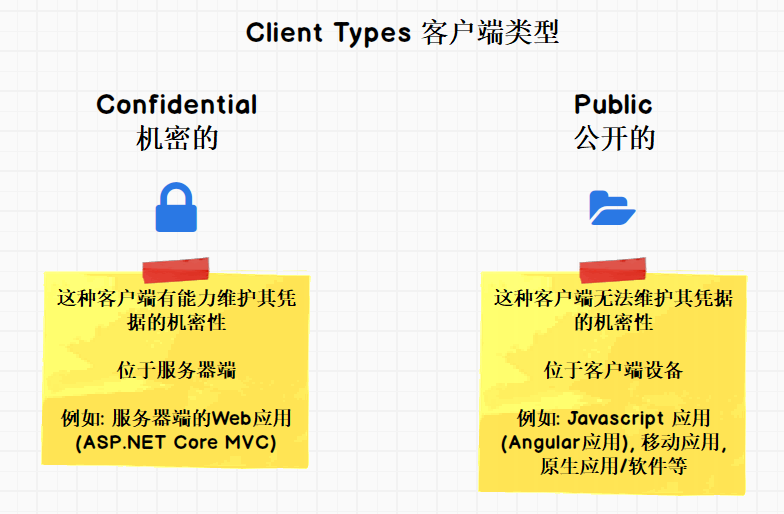 Client Types 客户端类型
Confidential
机密的
这种客户端有能力维护其凭
据的机密性
位于服务器端
例如: 服务器端的Web应用
(ASP.NET Core MVC)
Public
公开的
这种客户端无法维护其凭据
的机密性
位于客户端设备
例如: Javascript 应用
(Angular应用), 移动应用,
原生应用/软件等